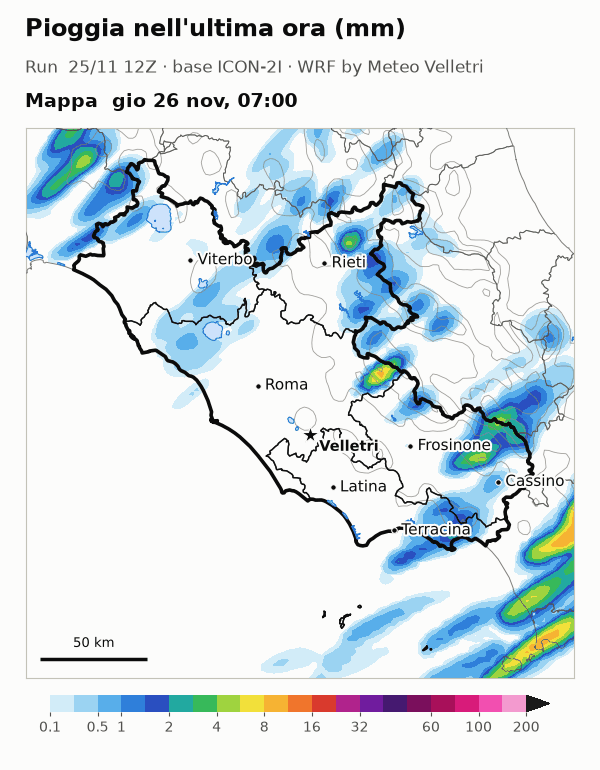 Pioggia nell'ultima ora (mm)
Run  25/11 12Z · base ICON-2I · WRF by Meteo Velletri
Mappa  gio 26 nov, 07:00
Viterbo
Rieti
Roma
Velletri
Frosinone
Latina
Cassino
Terracina
50 km
0.1 0.5 1 2 4 8 16 32 60 100 200